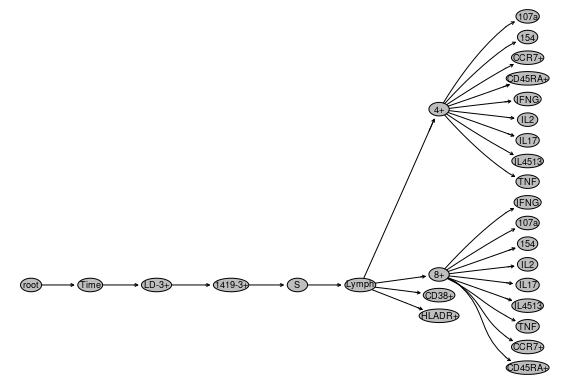 107a
154
CCR7+
CD45RA+
4+
IFNG
IL2
IL17
IL4513
TNF
IFNG
107a
154
root
Time
LD-3+
1419-3+
S
Lymph
8+
IL2
IL17
CD38+
IL4513
HLADR+
TNF
CCR7+
CD45RA+